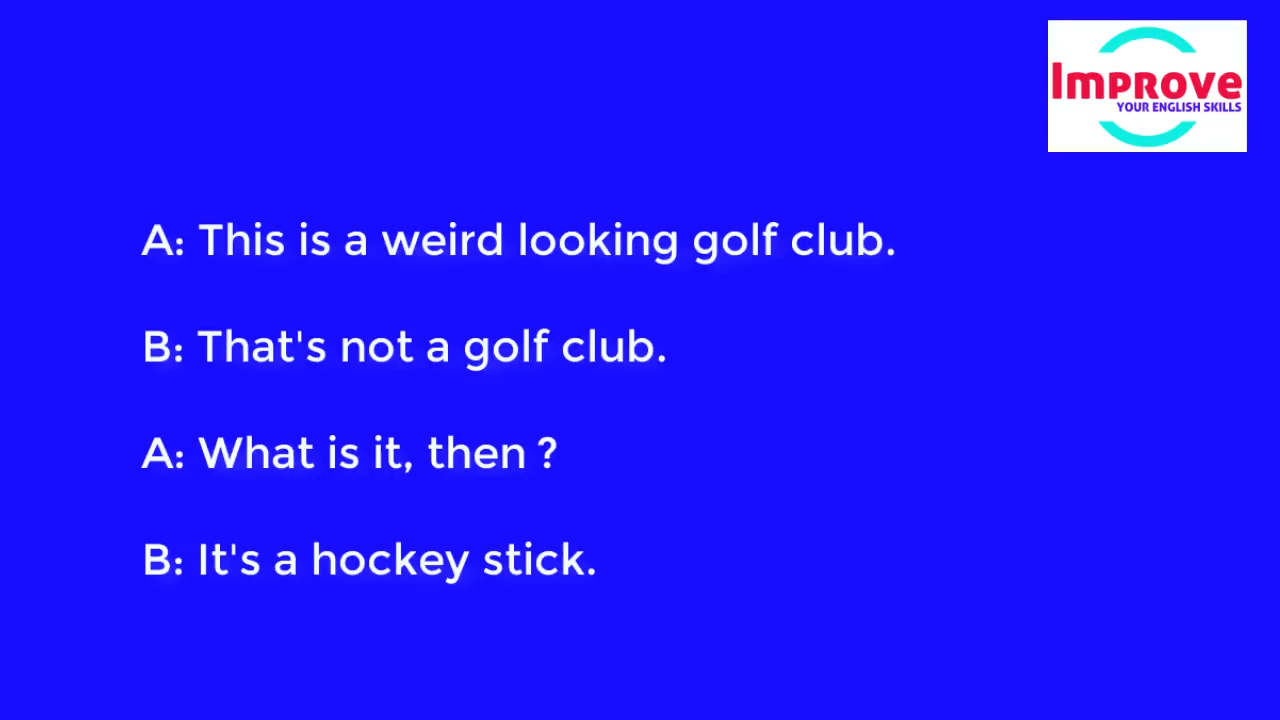 Improve
YOUR ENGLISH SKILLS
A: This is a weird looking golf club.
B: That's not a golf club.
A: What is it, then ?
B: It's a hockey stick.